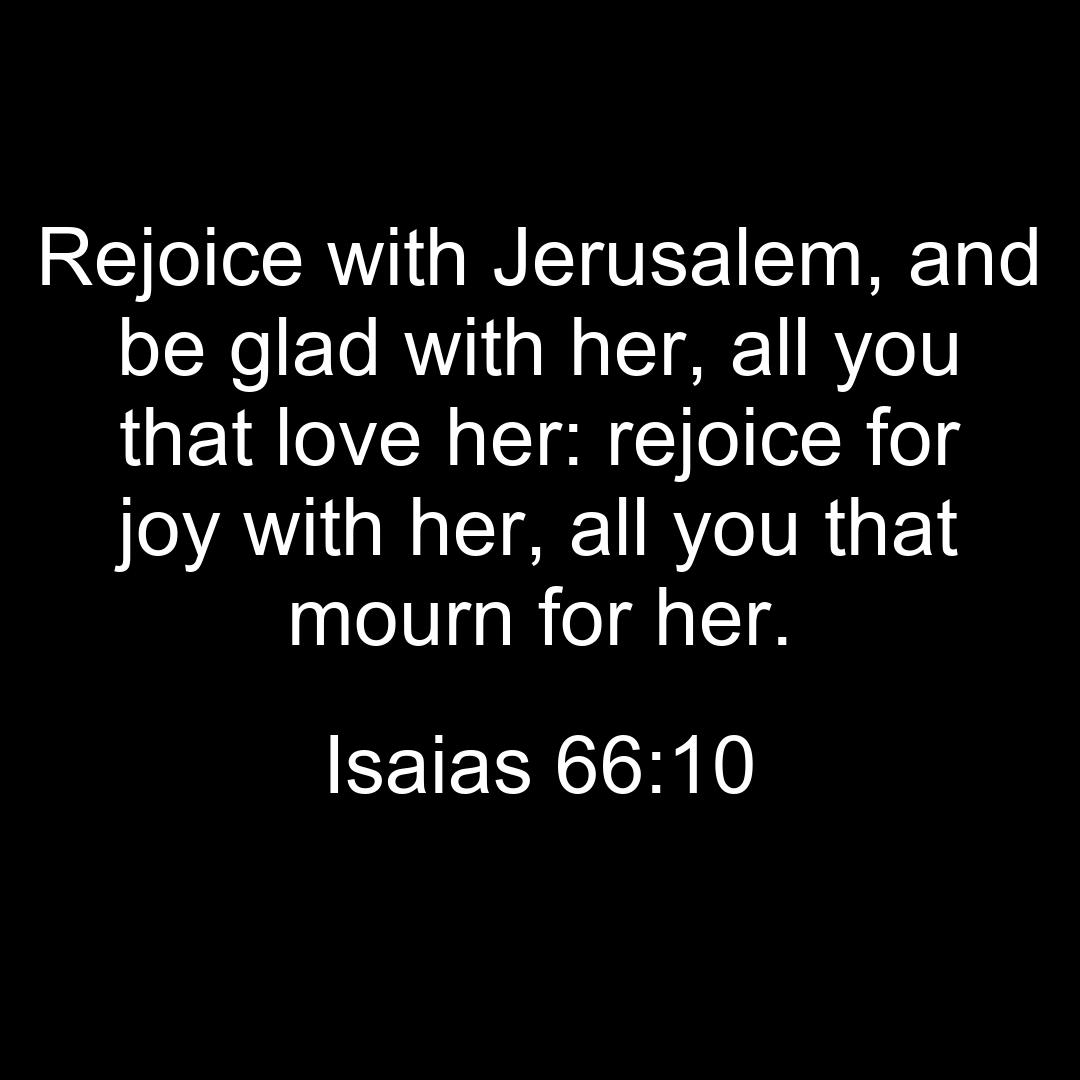 Rejoice with Jerusalem, and
be glad with her, all you
that love her: rejoice for
joy with her, all you that
mourn for her.
Isaias 66:10